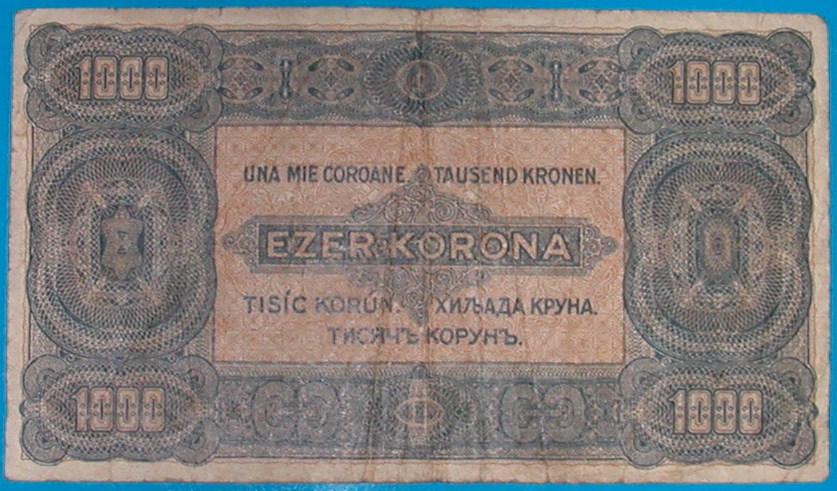 1000 1000
UNA MIE COROANE. TAUSEND KRONEN.
EZER KORONA
TISÍC KORÚN. ХИЉАДА КРУНА.
ТИСЯЧЪ КОРУНЪ.
1000 1000